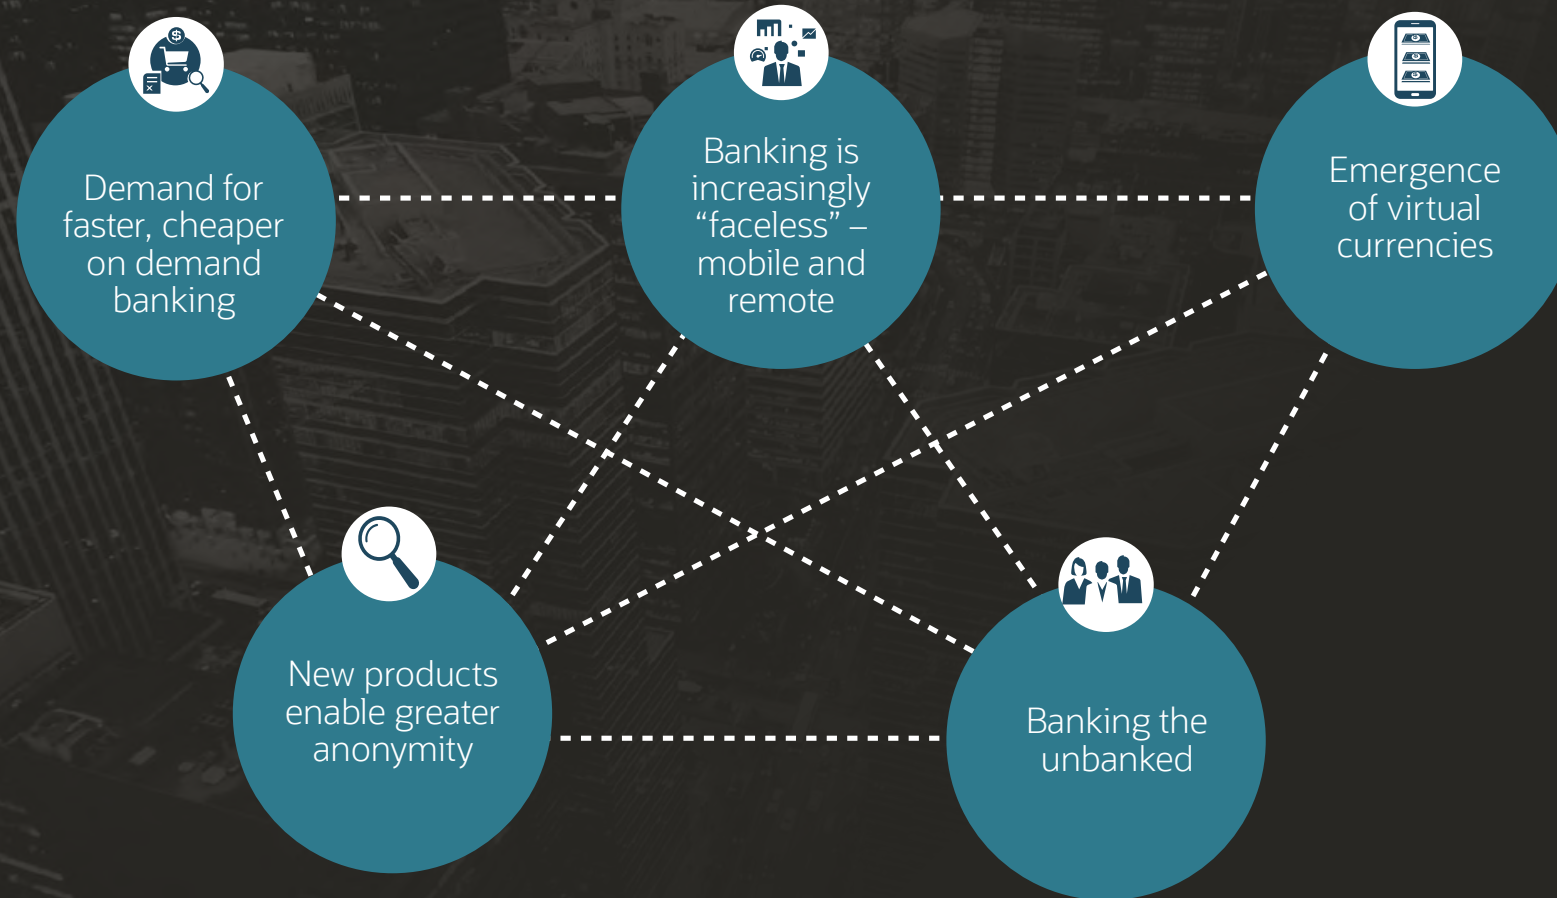 Demand for
faster, cheaper
on demand
banking
Banking is
increasingly
“faceless” –
mobile and
remote
Emergence
of virtual
currencies
New products
enable greater
anonymity
Banking the
unbanked